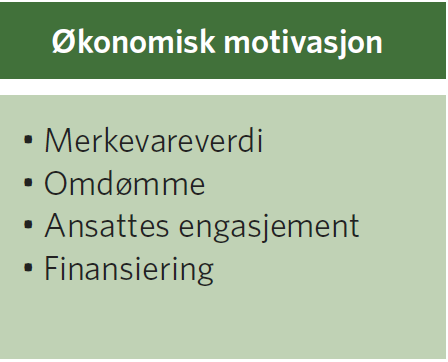 Økonomisk motivasjon
• Merkevareverdi
• Omdømme
• Ansattes engasjement
• Finansiering